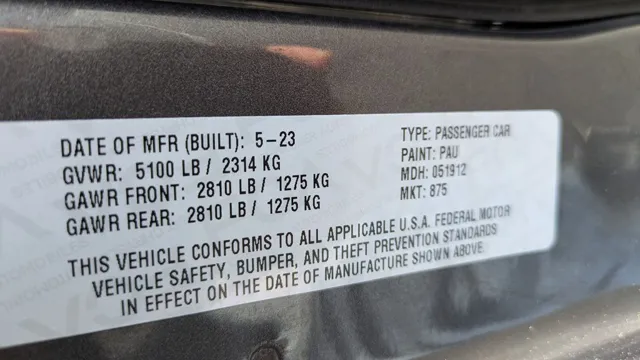 DATE OF MFR (BUILT): 5-23
GVWR: 5100 LB / 2314 KG
GAWR FRONT: 2810 LB / 1275 KG
GAWR REAR: 2810 LB / 1275 KG
TYPE: PASSENGER CAR
PAINT: PAU
MDH: 051912
MKT: 875
THIS VEHICLE CONFORMS TO ALL APPLICABLE U.S.A. FEDERAL MOTOR
VEHICLE SAFETY, BUMPER, AND THEFT PREVENTION STANDARDS
IN EFFECT ON THE DATE OF MANUFACTURE SHOWN ABOVE